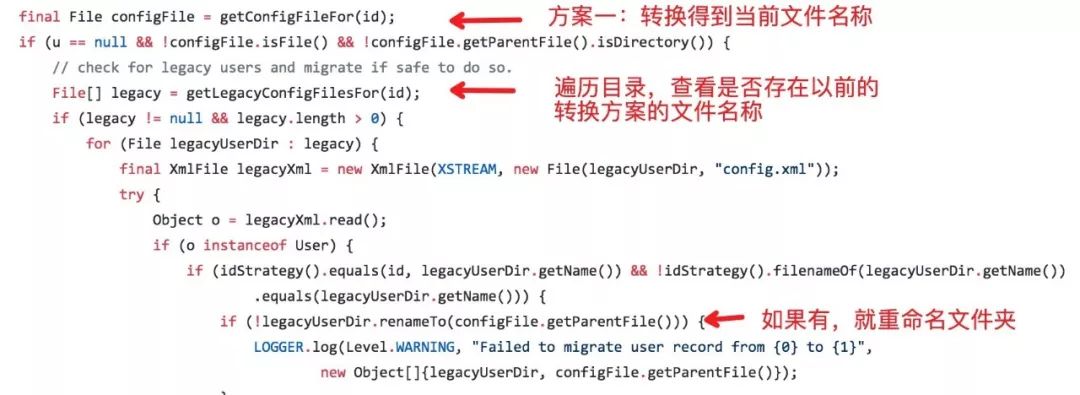 final File configFile = getConfigFileFor(id);
方案一：转换得到当前文件名称
if (u == null && !configFile.isFile() && !configFile.getParentFile().isDirectory()) {
// check for legacy users and migrate if safe to do so.
File[] legacy = getLegacyConfigFilesFor(id);
遍历目录，查看是否存在以前的
转换方案的文件名称
if (legacy != null && legacy.length > 0) {
for (File legacyUserDir : legacy) {
final XmlFile legacyXml = new XmlFile(XSTREAM, new File(legacyUserDir, "config.xml"));
try {
Object o = legacyXml.read();
if (o instanceof User) {
if (idStrategy().equals(id, legacyUserDir.getName()) && !idStrategy().filenameOf(legacyUserDir.getName())
.equals(legacyUserDir.getName())) {
if (!legacyUserDir.renameTo(configFile.getParentFile())) {
如果有，就重命名文件夹
LOGGER.log(Level.WARNING, "Failed to migrate user record from {0} to {1}",
new Object[]{legacyUserDir, configFile.getParentFile()});